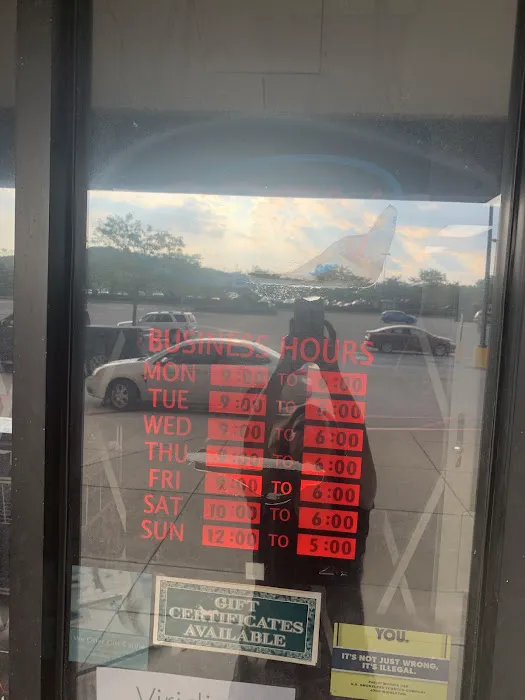 BUSINESS HOURS
MON 9:00 TO 6:00
TUE 9:00 TO 6:00
WED 9:00 TO 6:00
THU 9:00 TO 6:00
FRI 9:00 TO 6:00
SAT 10:00 TO 6:00
SUN 12:00 TO 5:00
GIFT
CERTIFICATES
AVAILABLE
YOU.
IT'S NOT JUST WRONG,
IT'S ILLEGAL.